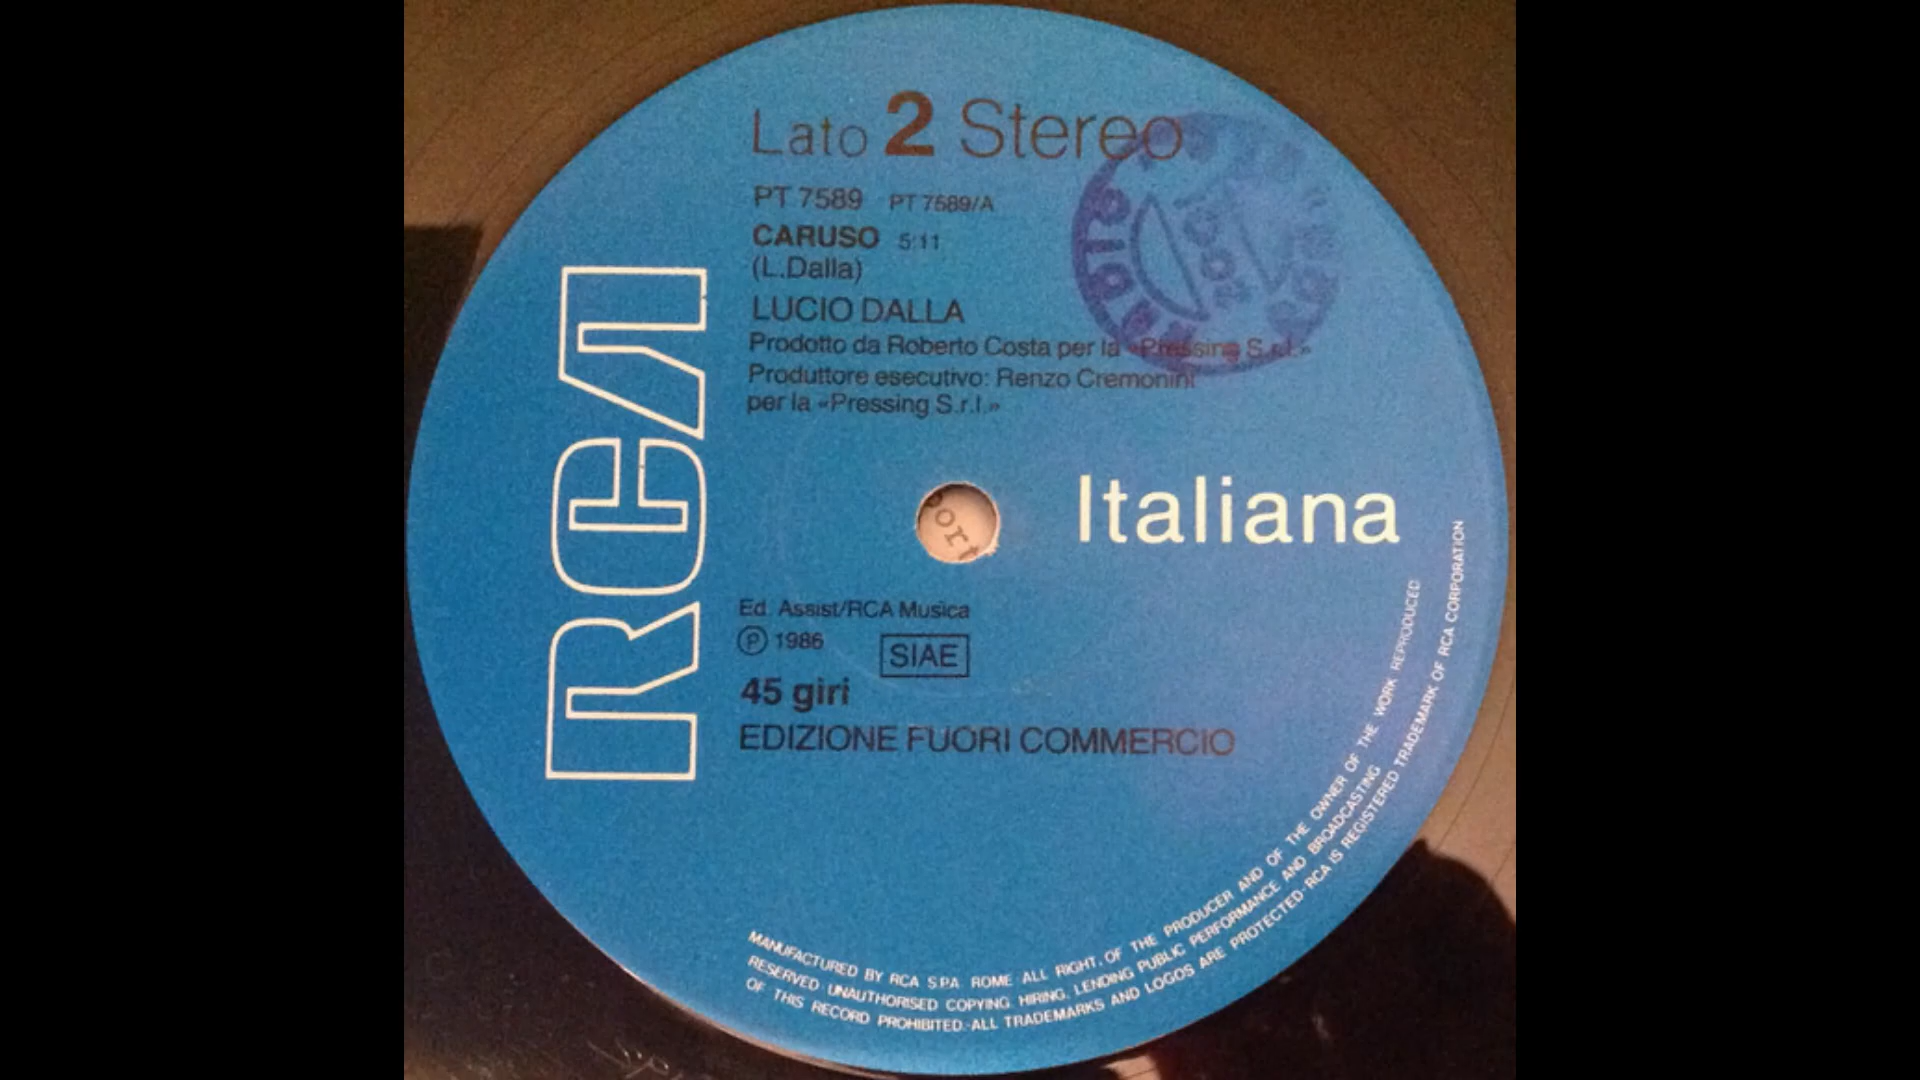 Lato 2 Stereo
PT 7589 PT 7589/A
CARUSO 5:11
(L.Dalla)
LUCIO DALLA
Prodotto da Roberto Costa per la «Pressing S.r.l.»
Produttore esecutivo: Renzo Cremonini
per la «Pressing S.r.l.»
RCA
Italiana
port
Ed. Assist/RCA Musica
℗ 1986 SIAE
45 giri
EDIZIONE FUORI COMMERCIO
MANUFACTURED BY RCA S.P.A. ROME ALL RIGHT, OF THE PRODUCER AND OF THE OWNER OF THE WORK REPRODUCED
RESERVED. UNAUTHORISED COPYING. HIRING, LENDING PUBLIC PERFORMANCE AND BROADCASTING
OF THIS RECORD PROHIBITED.-ALL TRADEMARKS AND LOGOS ARE PROTECTED-RCA IS REGISTERED TRADEMARK OF RCA CORPORATION